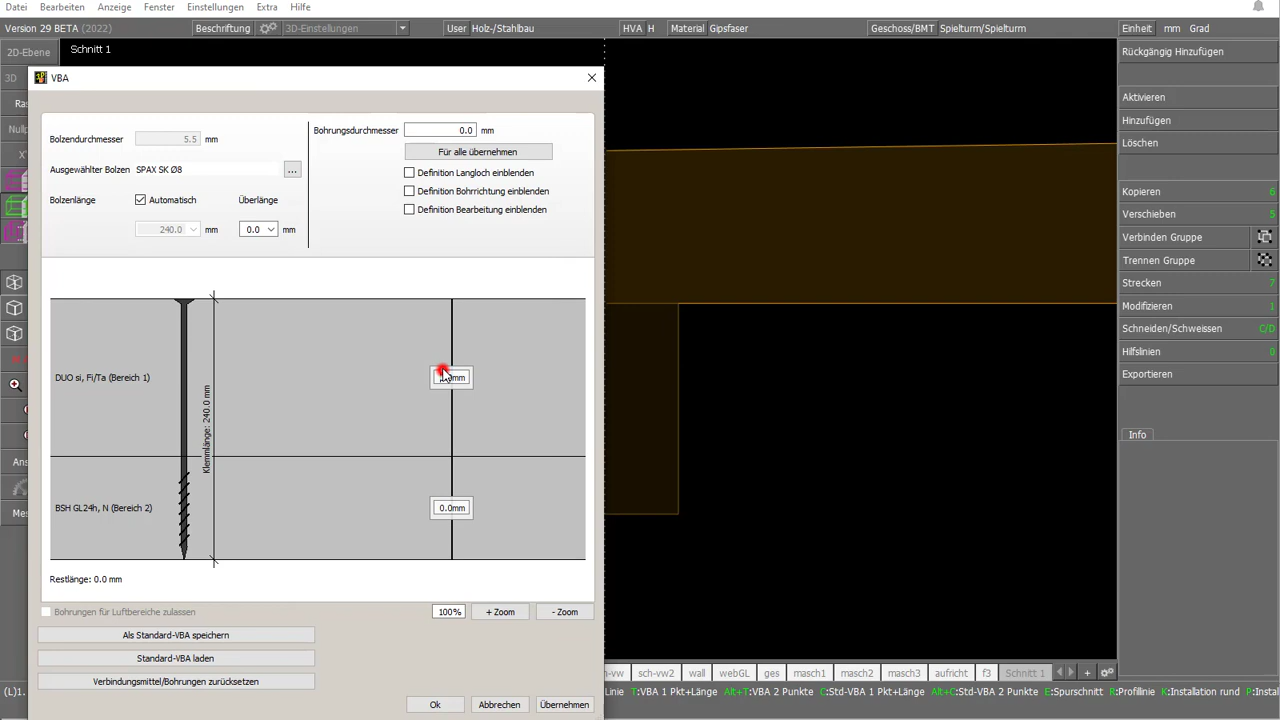 Datei Bearbeiten Anzeige Fenster Einstellungen Extra Hilfe
Version 29 BETA (2022) Beschriftung 3D-Einstellungen User Holz-/Stahlbau HVA H Material Gipsfaser Geschoss/BMT Spielturm/Spielturm Einheit mm Grad
2D-Ebene Schnitt 1 Rückgängig Hinzufügen
3D VBA
Aktivieren
Hinzufügen
Löschen
Bolzendurchmesser 5.5 mm
Bohrungsdurchmesser 0.0 mm
Für alle übernehmen
Ausgewählter Bolzen SPAX SK Ø8 ...
Definition Langloch einblenden
Definition Bohrrichtung einblenden
Definition Bearbeitung einblenden
Bolzenlänge Automatisch Überlänge
240.0 mm 0.0 mm
Kopieren 6
Verschieben 5
Verbinden Gruppe
Trennen Gruppe
Strecken 7
Modifizieren 1
Schneiden/Schweissen C/D
Hilfslinien 0
Exportieren
DUO si, Fi/Ta (Bereich 1)
Klemmlänge: 240.0 mm
BSH GL24h, N (Bereich 2) 0.0mm
Info
Restlänge: 0.0 mm
Bohrungen für Luftbereiche zulassen 100% + Zoom - Zoom
Als Standard-VBA speichern
Standard-VBA laden
Verbindungsmittel/Bohrungen zurücksetzen
Ok Abbrechen Übernehmen
wall webGL ges masch1 masch2 masch3 aufricht f3 Schnitt 1 +
(L)1. T:VBA 1 Pkt+Länge Alt+T:VBA 2 Punkte C:Std-VBA 1 Pkt+Länge Alt+C:Std-VBA 2 Punkte E:Spurschnitt R:Profillinie K:Installation rund